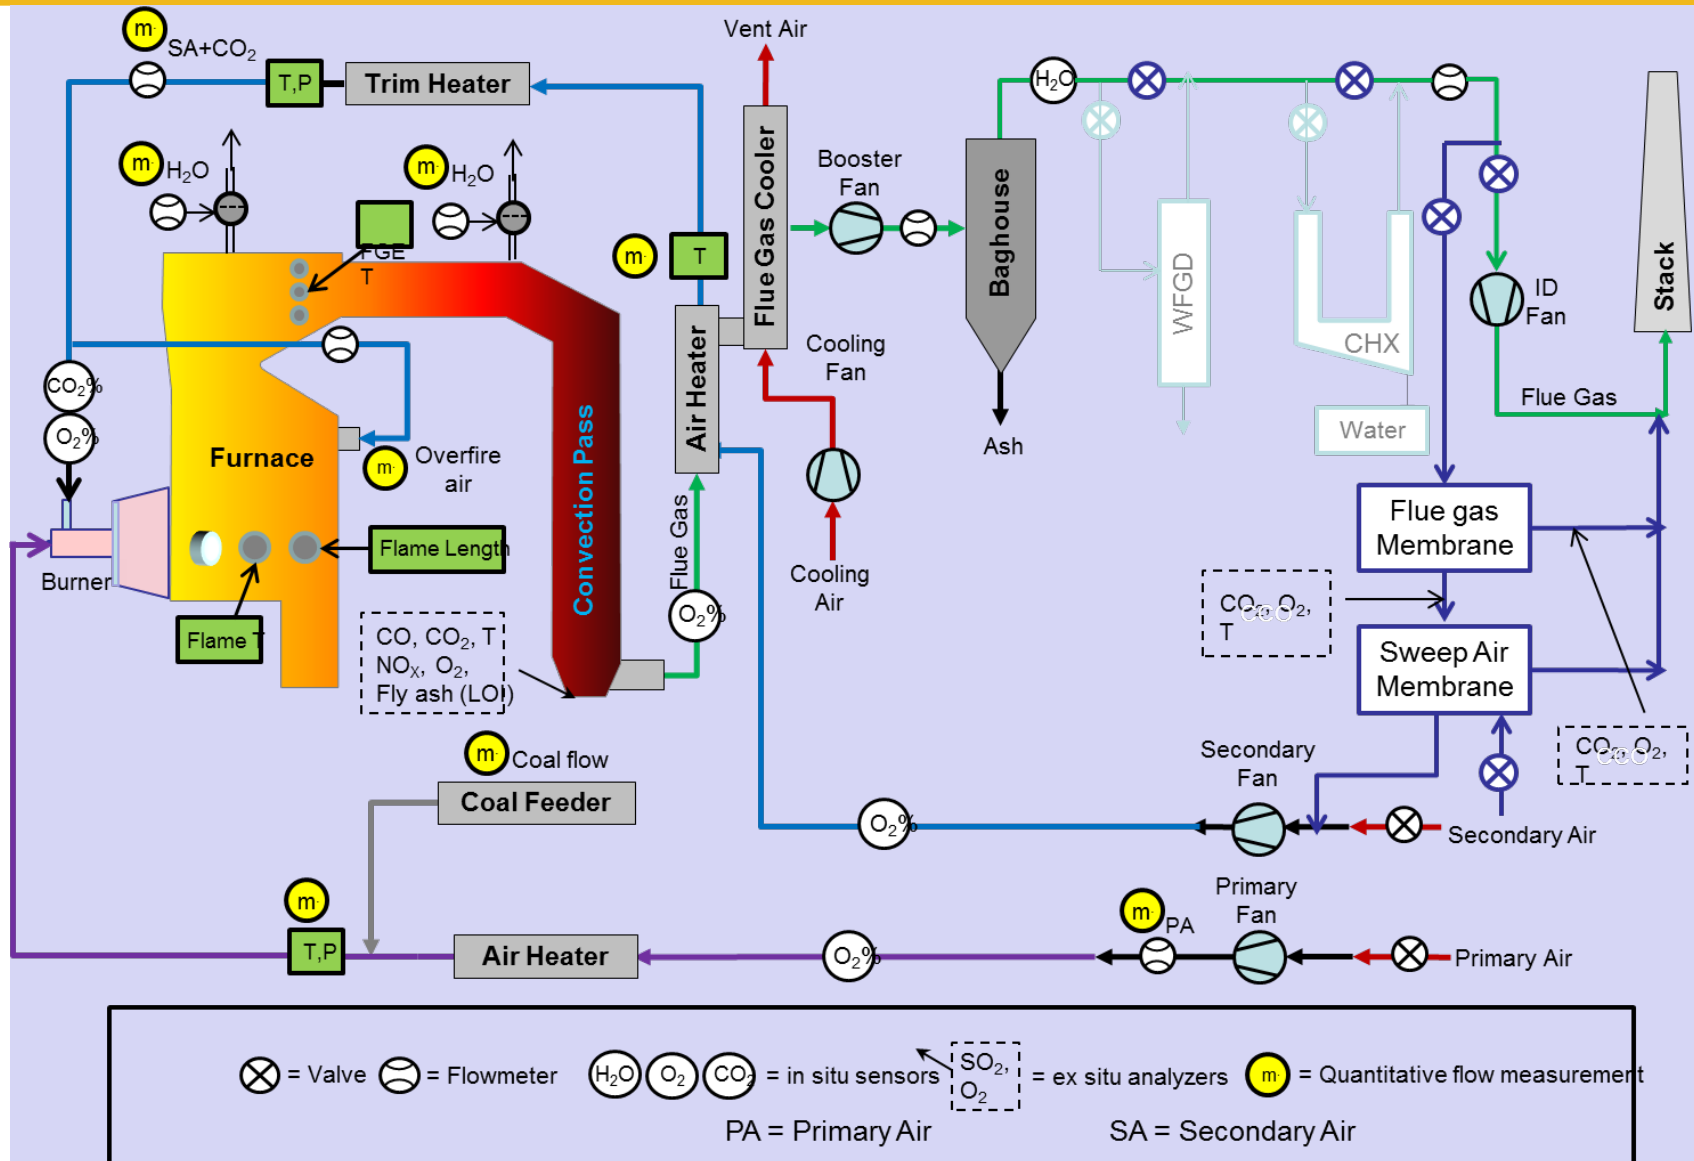 m·
SA+CO₂
T,P
Trim Heater
Vent Air
m·
H₂O
m·
H₂O
FGE
T
m·
T
Flue Gas Cooler
Booster
Fan
Baghouse
H₂O
WFGD
CHX
Water
ID
Fan
Stack
Flue Gas
CO₂%
O₂%
Furnace
m·
Overfire
air
Burner
Flame Length
Flame T
Convection Pass
CO, CO₂, T
NOₓ, O₂,
Fly ash (LOI)
Air Heater
Flue Gas
O₂%
Cooling
Fan
Cooling
Air
Ash
Flue gas
Membrane
CO₂, O₂,
T
Sweep Air
Membrane
CO₂, O₂,
T
m·
Coal flow
Coal Feeder
O₂%
Secondary
Fan
Secondary Air
m·
T,P
Air Heater
O₂%
m·
PA
Primary
Fan
Primary Air
= Valve
= Flowmeter
H₂O O₂ CO₂ = in situ sensors
SO₂,
O₂
= ex situ analyzers
m· = Quantitative flow measurement
PA = Primary Air
SA = Secondary Air